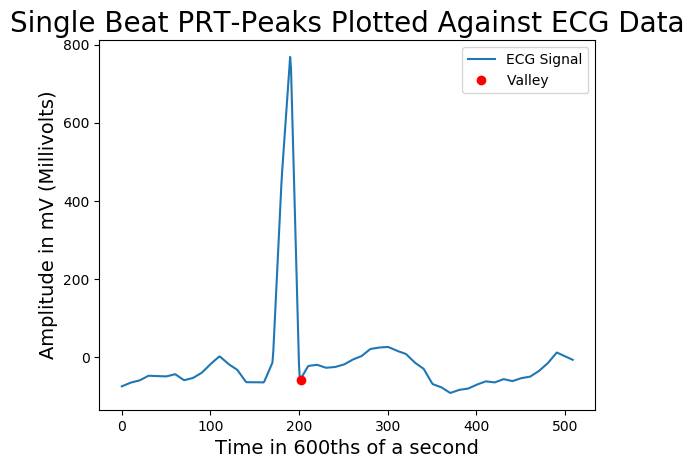 Single Beat PRT-Peaks Plotted Against ECG Data
ECG Signal
Valley
Amplitude in mV (Millivolts)
800
600
400
200
0
0 100 200 300 400 500
Time in 600ths of a second